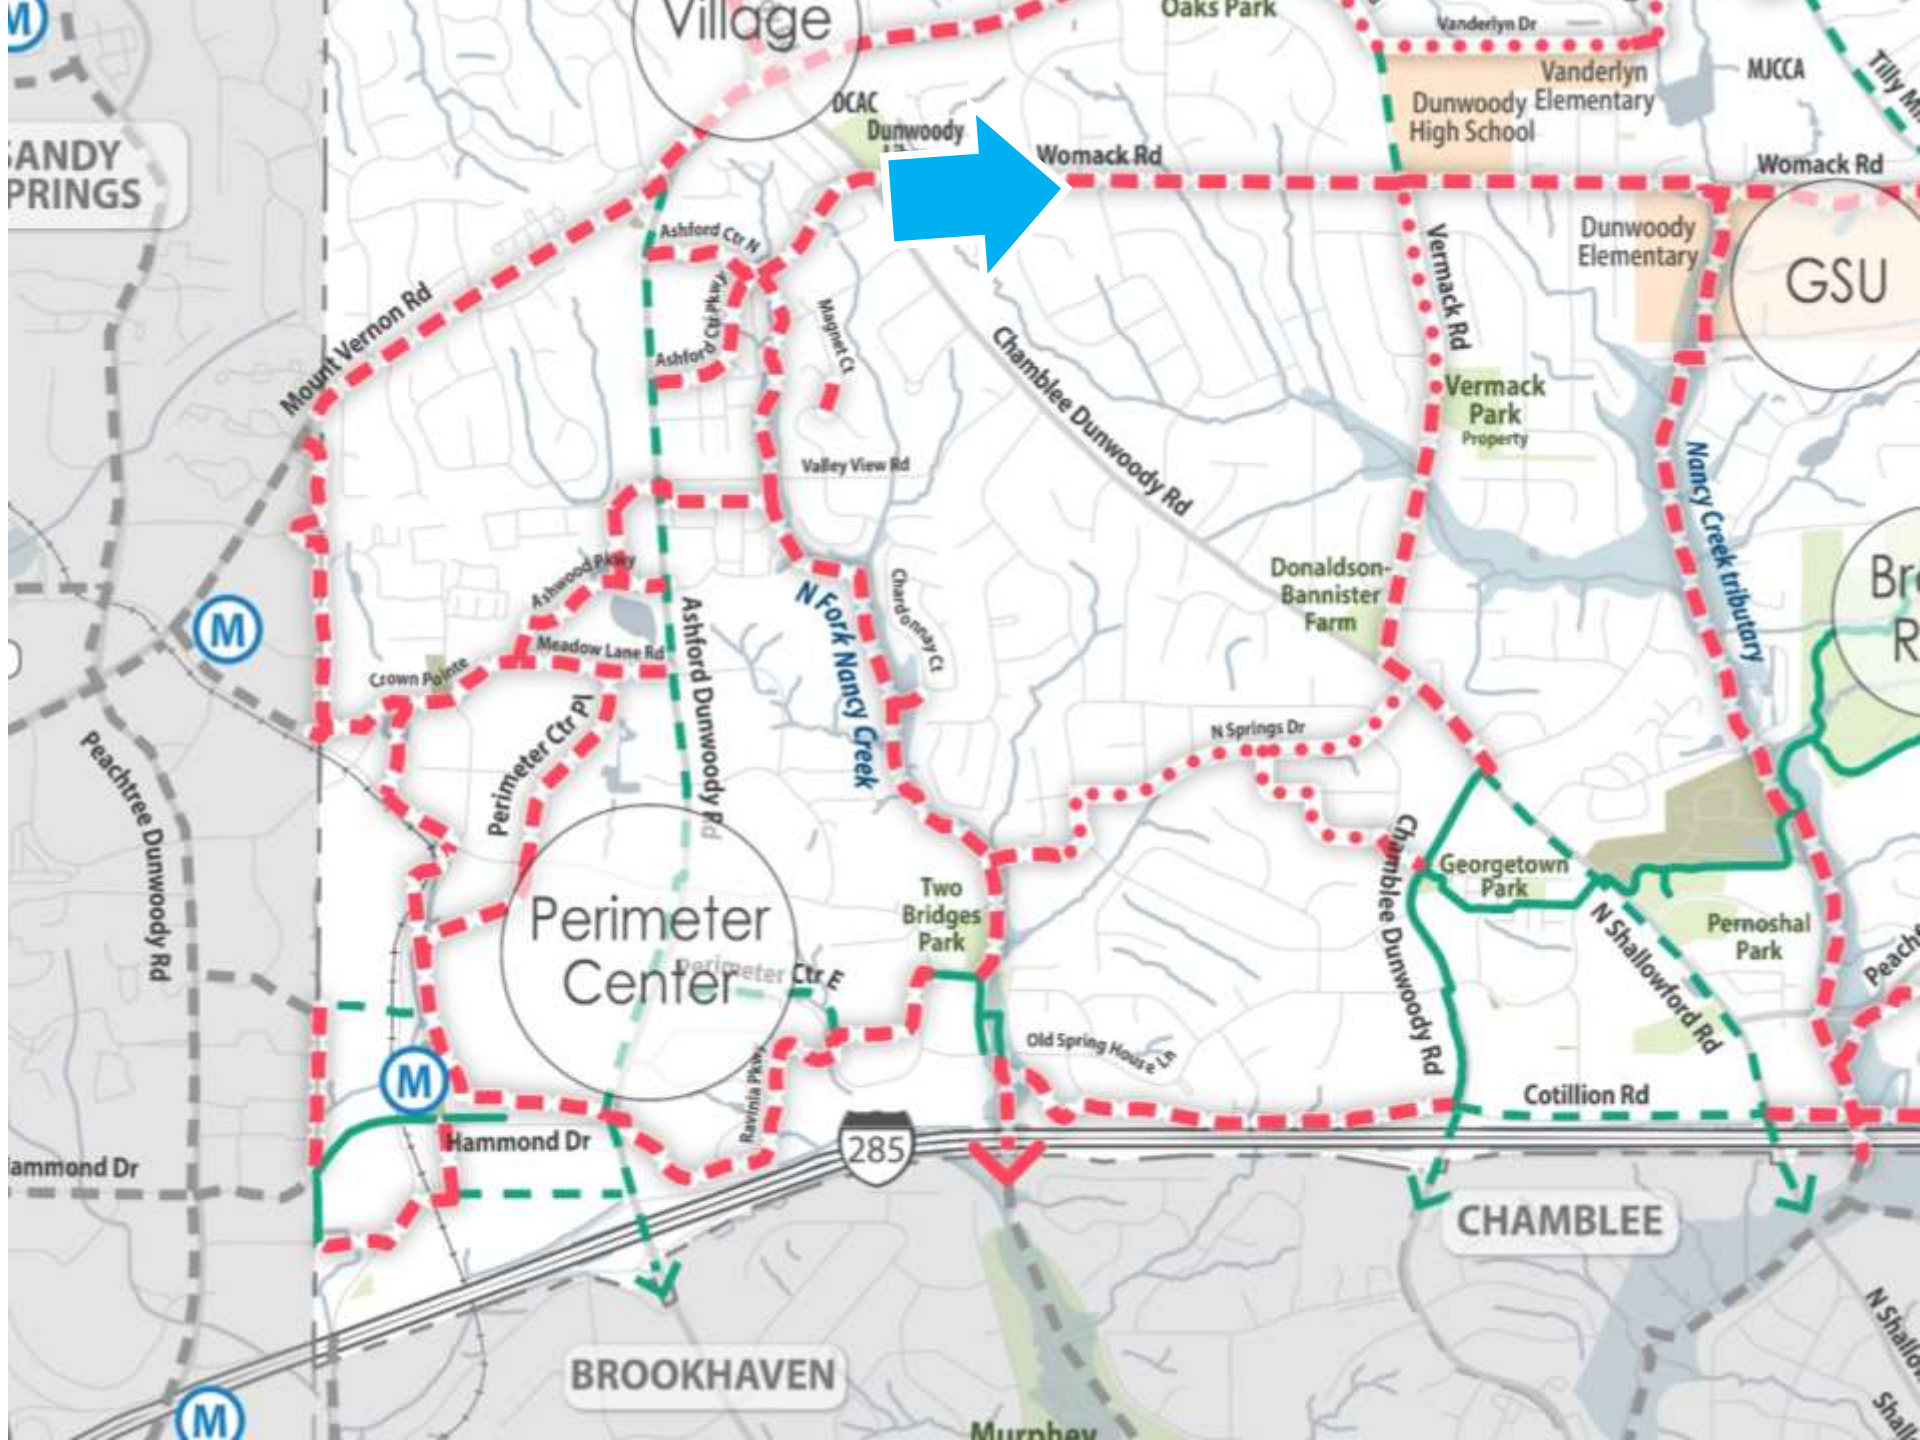 M
Village
Oaks Park
Vanderlyn Dr
Vanderlyn
Elementary
MJCCA
Dunwoody
High School
DCAC
Dunwoody
Womack Rd
Womack Rd
SANDY
SPRINGS
Ashford Ctr N
Ashford Ctr Pkwy
Magnet Ct
Vermack Rd
Dunwoody
Elementary
GSU
Mount Vernon Rd
Chamblee Dunwoody Rd
Vermack
Park
Property
Valley View Rd
Nancy Creek tributary
Donaldson-
Bannister
Farm
Ashwood Pkwy
M
N Fork Nancy Creek
Chardonnay Ct
Ashford Dunwoody Rd
Meadow Lane Rd
Crown Pointe
Perimeter Ctr Pl
Peachtree Dunwoody Rd
N Springs Dr
Chamblee Dunwoody Rd
Georgetown
Park
N Shallowford Rd
Pernoshal
Park
Two
Bridges
Park
Perimeter
Center
Perimeter Ctr E
Old Spring House Ln
Ravinia Pkwy
M
Hammond Dr
Cotillion Rd
285
ammond Dr
CHAMBLEE
BROOKHAVEN
M
Murphey